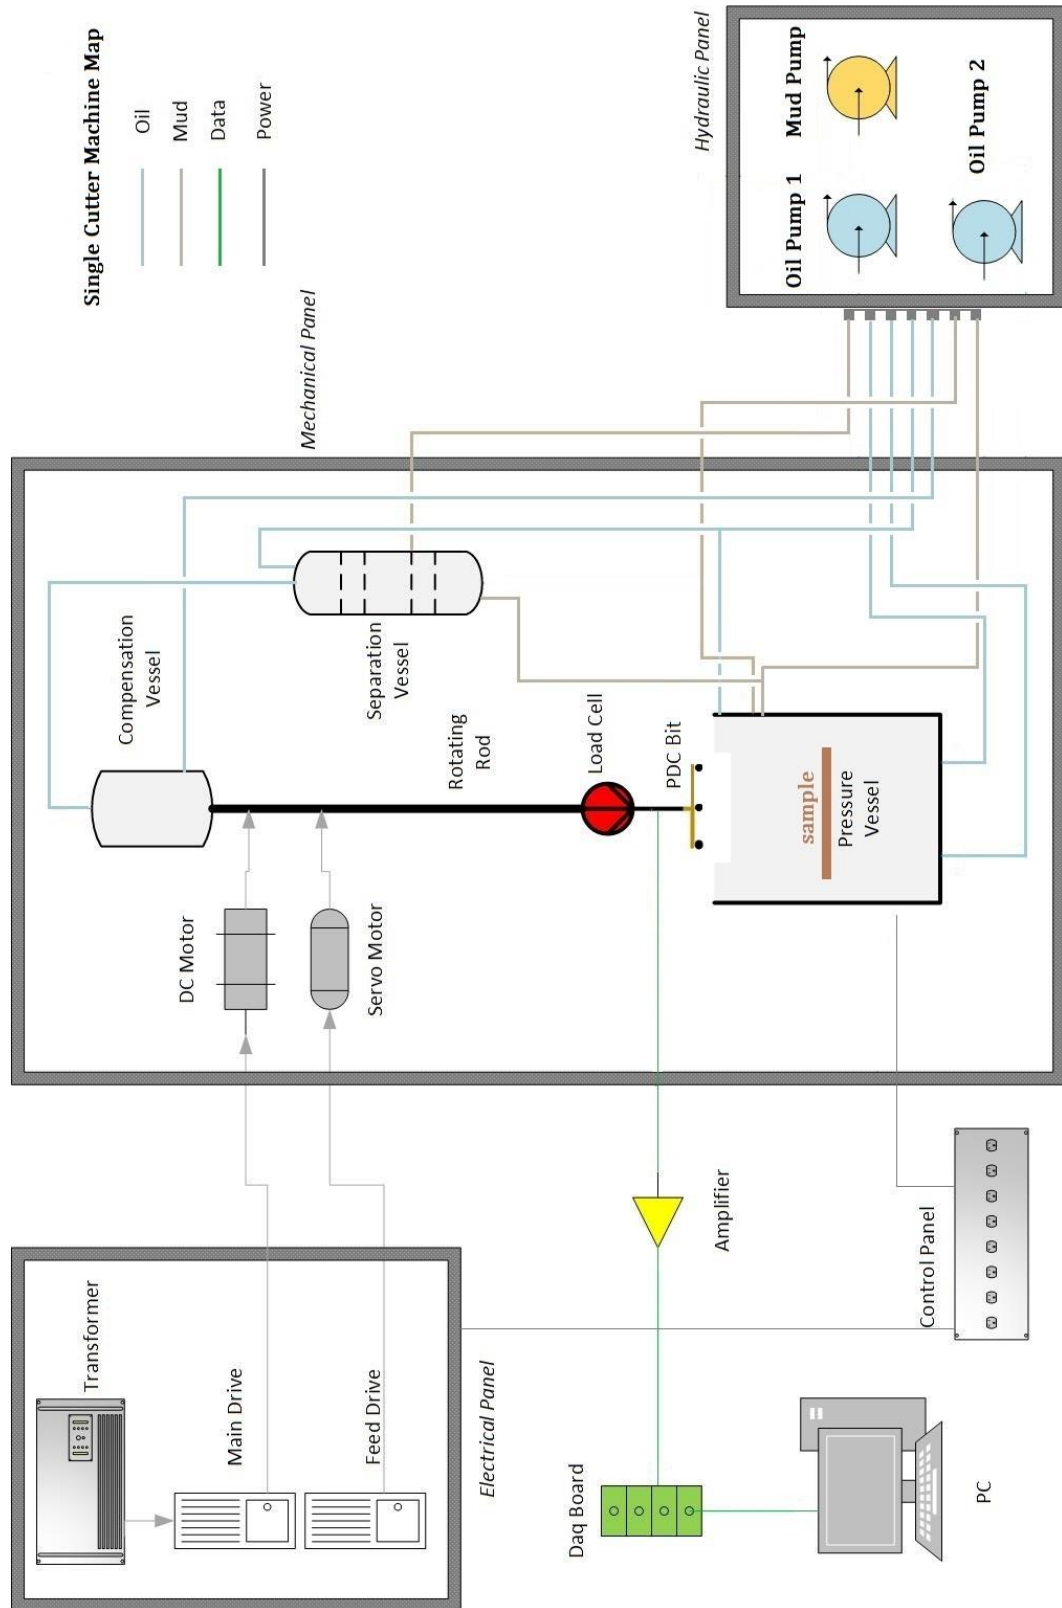 Single Cutter Machine Map
Oil
Mud
Data
Power
Hydraulic Panel
Mud Pump
Oil Pump 1
Oil Pump 2
Mechanical Panel
Compensation
Vessel
Separation
Vessel
Rotating
Rod
Load Cell
PDC Bit
sample
Pressure
Vessel
DC Motor
Servo Motor
Amplifier
Control Panel
Transformer
Main Drive
Feed Drive
Electrical Panel
Daq Board
PC